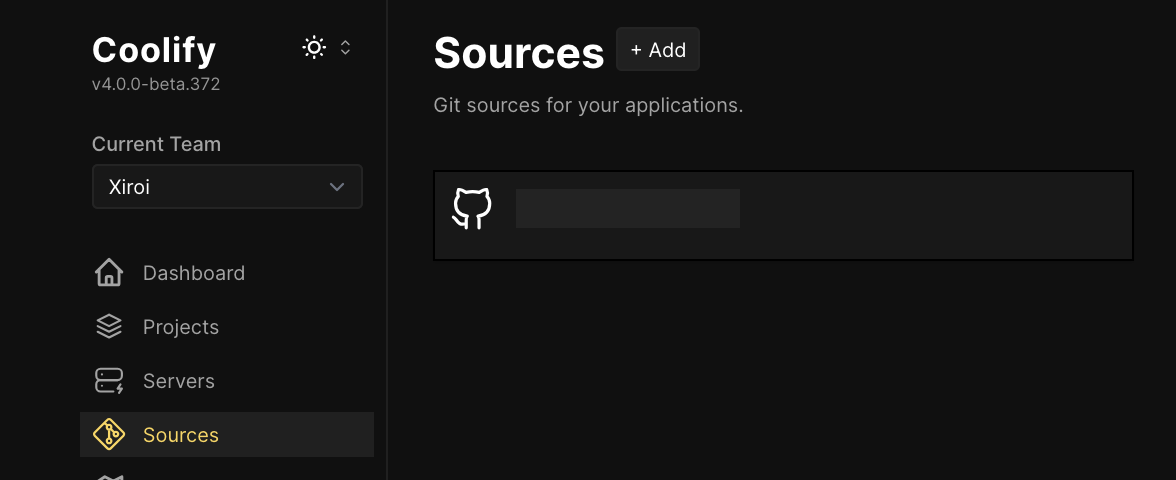 Coolify
v4.0.0-beta.372
Current Team
Xiroi
Dashboard
Projects
Servers
Sources
Sources
+ Add
Git sources for your applications.